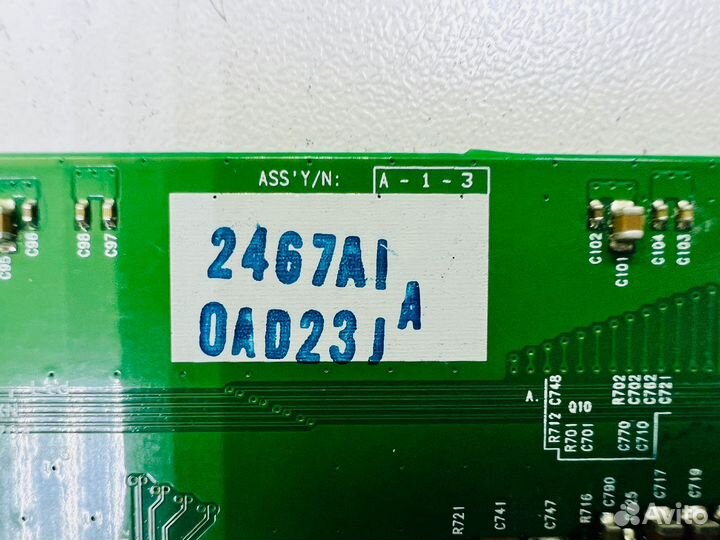 ASS'Y/N: A - 1 - 3
2467AI
0AD23J A
C96
C98
C97
C102
C101
C104
C103
A.
R712 C748
R701 Q10
C701
R702
C702
C762
C721
C770
C710
R721
C741
C747
R716
C790
C717
C719
Avito